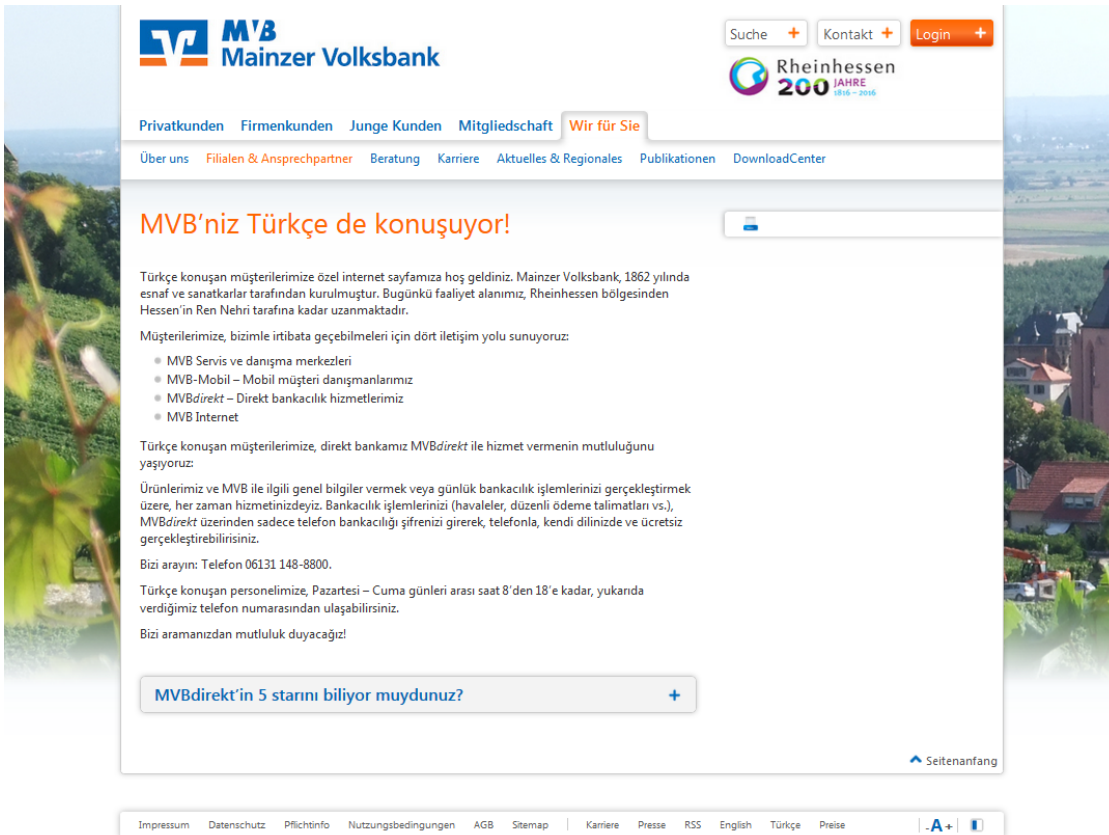 MVB
Mainzer Volksbank
Suche +
Kontakt +
Login +
Rheinhessen
200 JAHRE
1816 – 2016
Privatkunden Firmenkunden Junge Kunden Mitgliedschaft Wir für Sie
Über uns Filialen & Ansprechpartner Beratung Karriere Aktuelles & Regionales Publikationen DownloadCenter
MVB'niz Türkçe de konuşuyor!
Türkçe konuşan müşterilerimize özel internet sayfamıza hoş geldiniz. Mainzer Volksbank, 1862 yılında
esnaf ve sanatkarlar tarafından kurulmuştur. Bugünkü faaliyet alanımız, Rheinhessen bölgesinden
Hessen'in Ren Nehri tarafına kadar uzanmaktadır.
Müşterilerimize, bizimle irtibata geçebilmeleri için dört iletişim yolu sunuyoruz:
MVB Servis ve danışma merkezleri
MVB-Mobil – Mobil müşteri danışmanlarımız
MVBdirekt – Direkt bankacılık hizmetlerimiz
MVB Internet
Türkçe konuşan müşterilerimize, direkt bankamız MVBdirekt ile hizmet vermenin mutluluğunu
yaşıyoruz:
Ürünlerimiz ve MVB ile ilgili genel bilgiler vermek veya günlük bankacılık işlemlerinizi gerçekleştirmek
üzere, her zaman hizmetinizdeyiz. Bankacılık işlemlerinizi (havaleler, düzenli ödeme talimatları vs.),
MVBdirekt üzerinden sadece telefon bankacılığı şifrenizi girerek, telefonla, kendi dilinizde ve ücretsiz
gerçekleştirebilirisiniz.
Bizi arayın: Telefon 06131 148-8800.
Türkçe konuşan personelimize, Pazartesi – Cuma günleri arası saat 8'den 18'e kadar, yukarıda
verdiğimiz telefon numarasından ulaşabilirsiniz.
Bizi aramanızdan mutluluk duyacağız!
MVBdirekt'in 5 starını biliyor muydunuz? +
Seitenanfang
Impressum Datenschutz Pflichtinfo Nutzungsbedingungen AGB Sitemap | Karriere Presse RSS English Türkçe Preise -A+